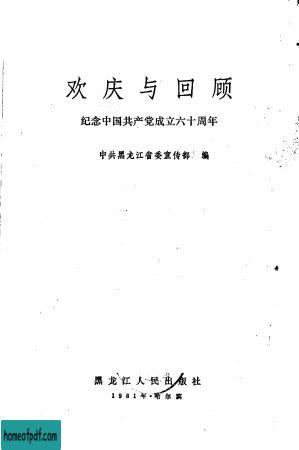 欢庆与回顾
纪念中国共产党成立六十周年
中共黑龙江省委宣传部 编
黑龙江人民出版社
1981年·哈尔滨
homeofpdf.com